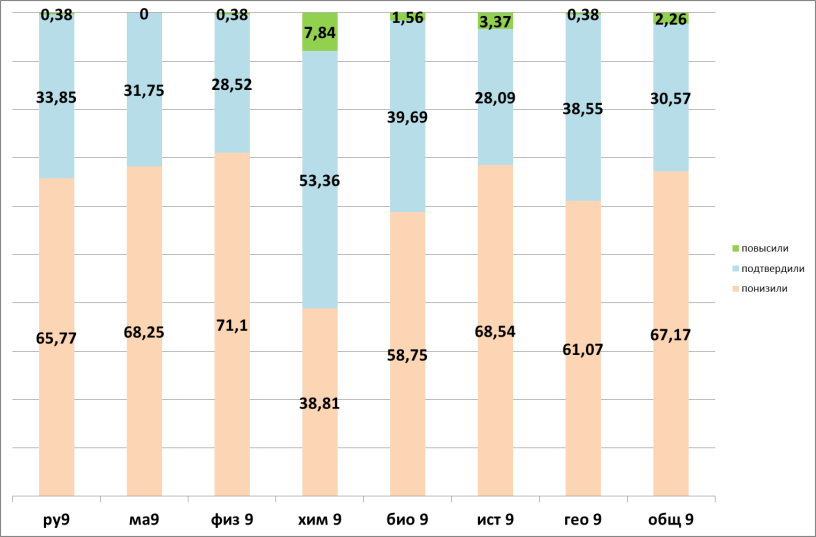 0,38 0 0,38 7,84 1,56 3,37 0,38 2,26
33,85 31,75 28,52 53,36 39,69 28,09 38,55 30,57
65,77 68,25 71,1 38,81 58,75 68,54 61,07 67,17
повысили
подтвердили
понизили
ру9 ма9 физ 9 хим 9 био 9 ист 9 гео 9 общ 9